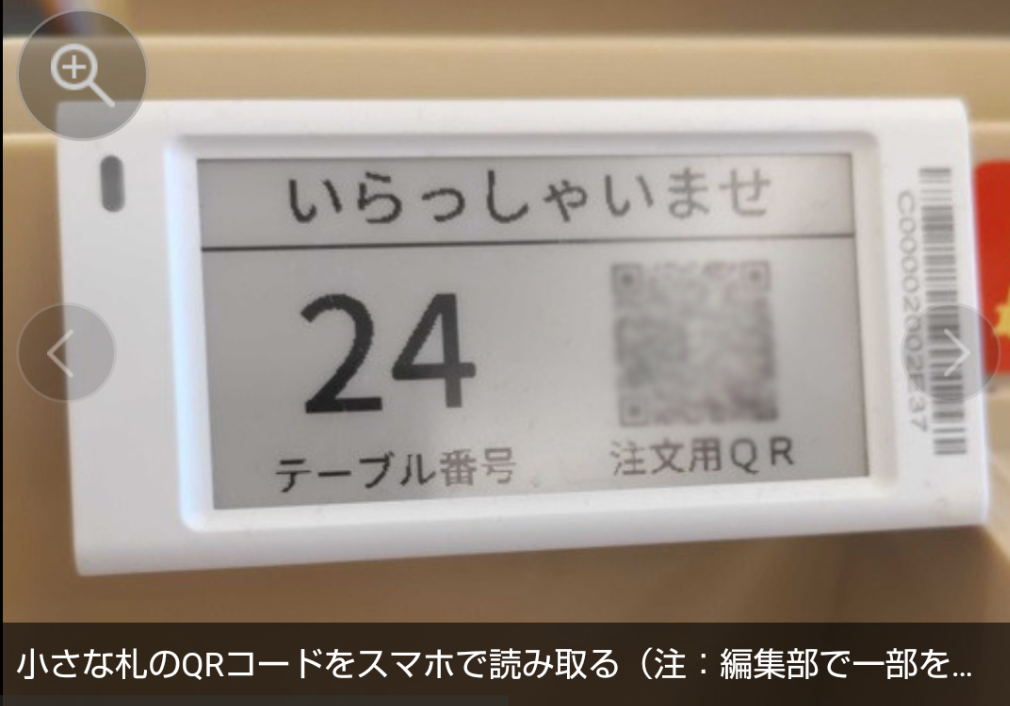 いらっしゃいませ
24
テーブル番号
注文用QR
C000002002E37
小さな札のQRコードをスマホで読み取る（注：編集部で一部を…